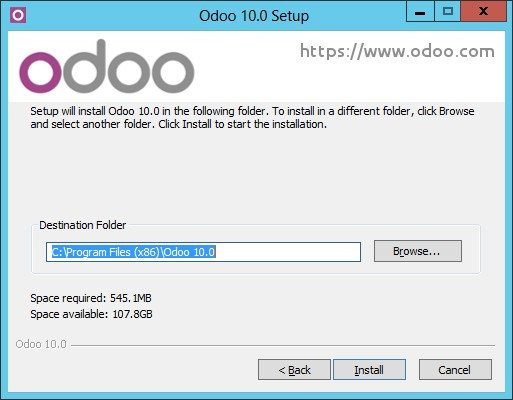 Odoo 10.0 Setup
odoo
https://www.odoo.com
Setup will install Odoo 10.0 in the following folder. To install in a different folder, click Browse
and select another folder. Click Install to start the installation.
Destination Folder
C:\Program Files (x86)\Odoo 10.0
Browse...
Space required: 545.1MB
Space available: 107.8GB
Odoo 10.0
< Back
Install
Cancel